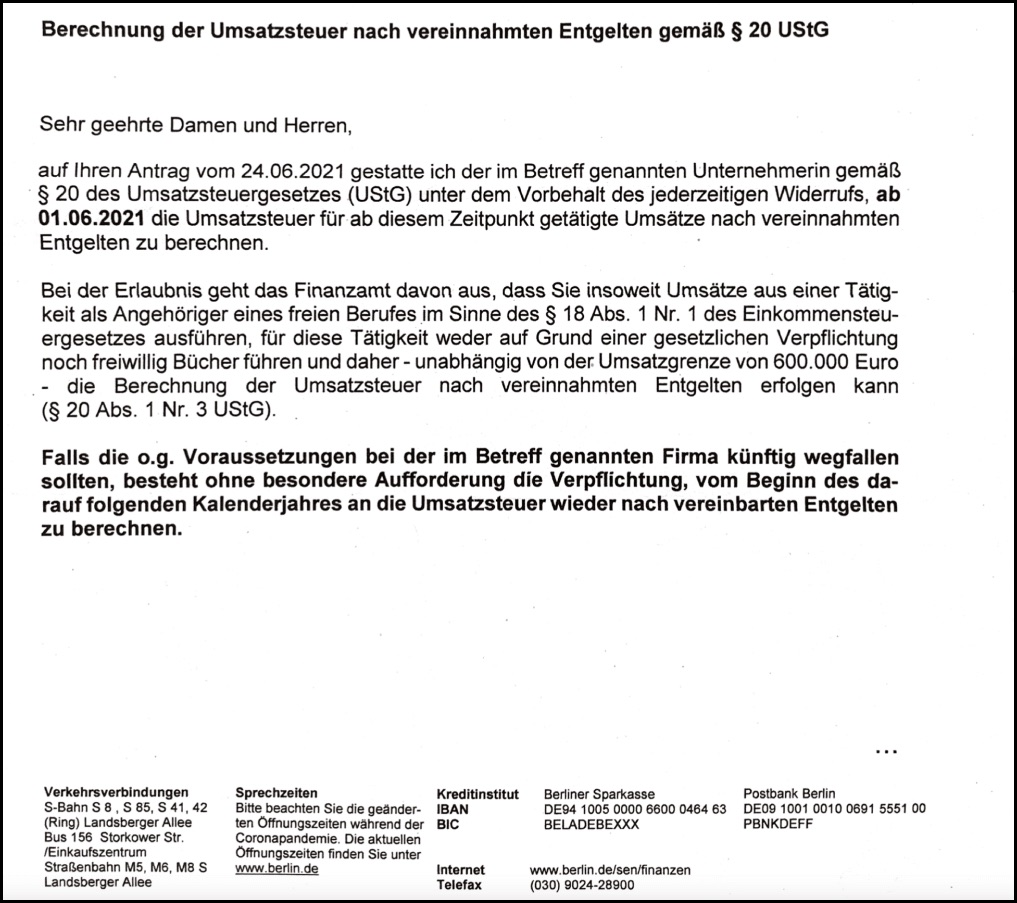 Berechnung der Umsatzsteuer nach vereinnahmten Entgelten gemäß § 20 UStG
Sehr geehrte Damen und Herren,
auf Ihren Antrag vom 24.06.2021 gestatte ich der im Betreff genannten Unternehmerin gemäß
§ 20 des Umsatzsteuergesetzes (UStG) unter dem Vorbehalt des jederzeitigen Widerrufs, ab
01.06.2021 die Umsatzsteuer für ab diesem Zeitpunkt getätigte Umsätze nach vereinnahmten
Entgelten zu berechnen.
Bei der Erlaubnis geht das Finanzamt davon aus, dass Sie insoweit Umsätze aus einer Tätig-
keit als Angehöriger eines freien Berufes im Sinne des § 18 Abs. 1 Nr. 1 des Einkommensteu-
ergesetzes ausführen, für diese Tätigkeit weder auf Grund einer gesetzlichen Verpflichtung
noch freiwillig Bücher führen und daher - unabhängig von der Umsatzgrenze von 600.000 Euro
- die Berechnung der Umsatzsteuer nach vereinnahmten Entgelten erfolgen kann
(§ 20 Abs. 1 Nr. 3 UStG).
Falls die o.g. Voraussetzungen bei der im Betreff genannten Firma künftig wegfallen
sollten, besteht ohne besondere Aufforderung die Verpflichtung, vom Beginn des da-
rauf folgenden Kalenderjahres an die Umsatzsteuer wieder nach vereinbarten Entgelten
zu berechnen.
...
Verkehrsverbindungen
S-Bahn S 8 , S 85, S 41, 42
(Ring) Landsberger Allee
Bus 156 Storkower Str.
/Einkaufszentrum
Straßenbahn M5, M6, M8 S
Landsberger Allee
Sprechzeiten
Bitte beachten Sie die geänder-
ten Öffnungszeiten während der
Coronapandemie. Die aktuellen
Öffnungszeiten finden Sie unter
www.berlin.de
Kreditinstitut Berliner Sparkasse Postbank Berlin
IBAN DE94 1005 0000 6600 0464 63 DE09 1001 0010 0691 5551 00
BIC BELADEBEXXX PBNKDEFF
Internet www.berlin.de/sen/finanzen
Telefax (030) 9024-28900